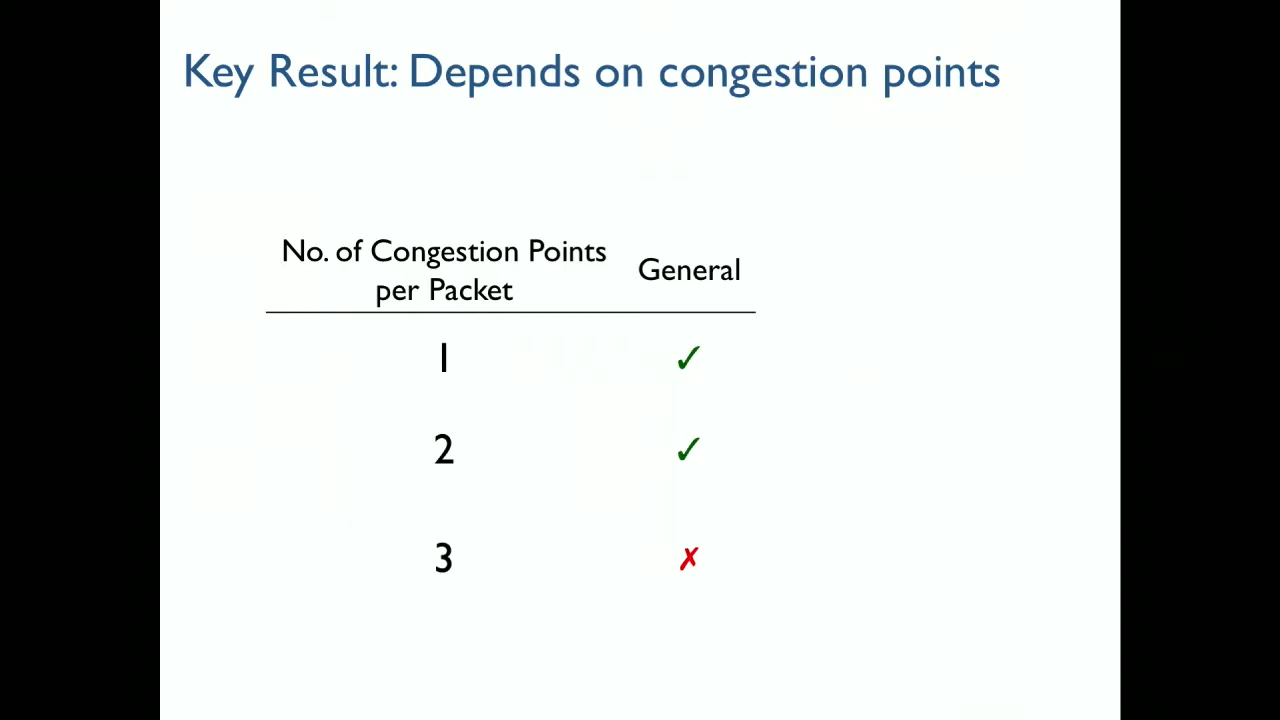 Key Result: Depends on congestion points
No. of Congestion Points
per Packet
General
1 ✓
2 ✓
3 ✗